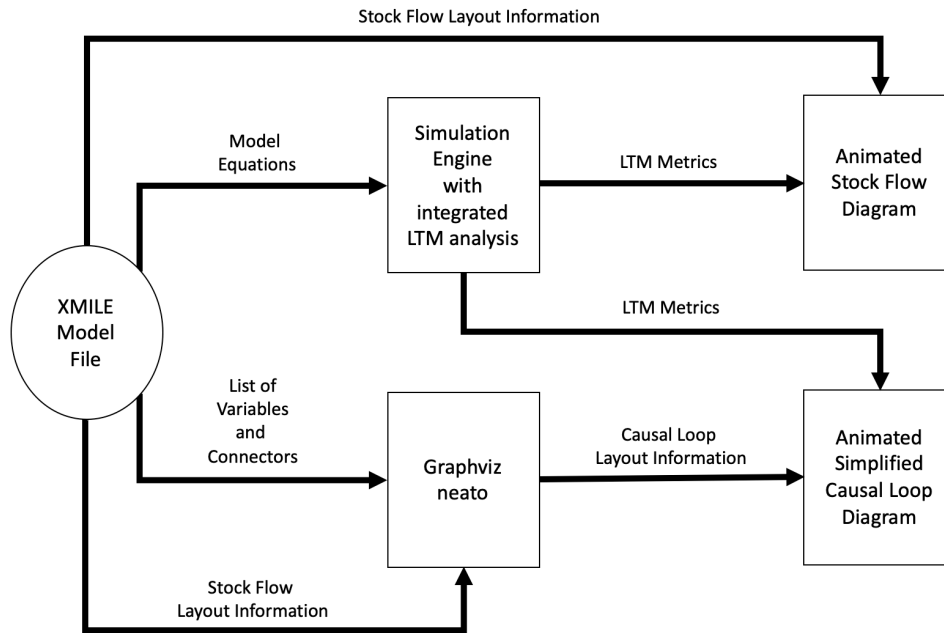 Stock Flow Layout Information
Model
Equations
Simulation
Engine
with
integrated
LTM analysis
LTM Metrics
Animated
Stock Flow
Diagram
XMILE
Model
File
LTM Metrics
List of
Variables
and
Connectors
Graphviz
neato
Causal Loop
Layout Information
Animated
Simplified
Causal Loop
Diagram
Stock Flow
Layout Information